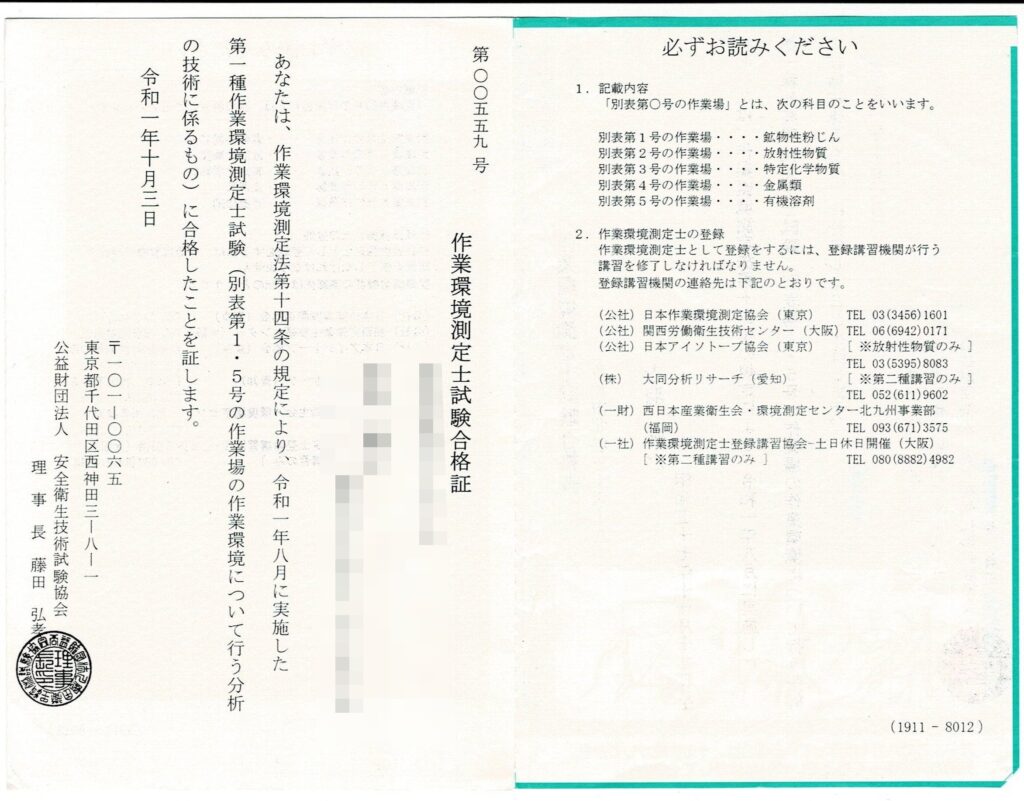 第〇〇五五九 号
作業環境測定士試験合格証
あなたは、作業環境測定法第十四条の規定により、令和一年八月に実施した
第一種作業環境測定士試験（別表第1・5号の作業場の作業環境について行う分析
の技術に係るもの）に合格したことを証します。
令和一年十月三日
〒一〇一―〇〇六五
東京都千代田区西神田三―八―一
公益財団法人 安全衛生技術試験協会
理事長 藤田 弘孝
必ずお読みください
1．記載内容
「別表第〇号の作業場」とは、次の科目のことをいいます。
別表第1号の作業場・・・・鉱物性粉じん
別表第2号の作業場・・・・放射性物質
別表第3号の作業場・・・・特定化学物質
別表第4号の作業場・・・・金属類
別表第5号の作業場・・・・有機溶剤
2．作業環境測定士の登録
作業環境測定士として登録をするには、登録講習機関が行う
講習を修了しなければなりません。
登録講習機関の連絡先は下記のとおりです。
（公社）日本作業環境測定協会（東京） TEL 03(3456)1601
（公社）関西労働衛生技術センター（大阪） TEL 06(6942)0171
（公社）日本アイソトープ協会（東京） [ ※放射性物質のみ ]
TEL 03(5395)8083
（株） 大同分析リサーチ（愛知） [ ※第二種講習のみ ]
TEL 052(611)9602
（一財）西日本産業衛生会・環境測定センター北九州事業部
（福岡） TEL 093(671)3575
（一社）作業環境測定士登録講習協会-土日休日開催（大阪）
[ ※第二種講習のみ ] TEL 080(8882)4982
（1911 - 8012）